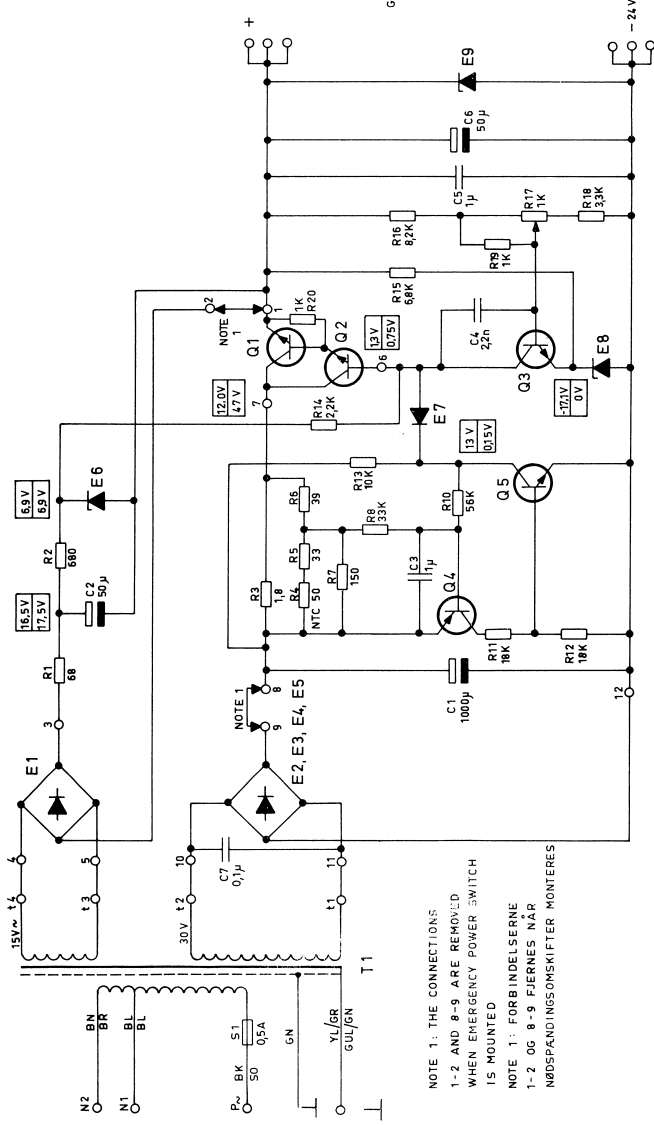 N2
N1
P~
BN
BR
BL
BL
BK
SO
S1
0,5A
GN
YL/GR
GUL/GN
T1
15V~
t4
t3
4
5
E1
3
R1
68
16,5V
17,5V
C2
50µ
R2
680
6,9V
6,9V
E6
30V
t2
t1
10
11
C7
0,1µ
E2, E3, E4, E5
NOTE 1
9
8
C1
1000µ
12
R3
1,8
R4
NTC 50
R5
33
R6
39
R7
150
R8
33K
C3
1µ
Q4
R11
18K
R12
18K
R10
56K
R13
10K
Q5
13V
0,15V
E7
R14
2,2K
12,0V
47V
7
Q1
NOTE
1
2
1
1K
R20
Q2
13V
0,75V
6
Q3
-17,1V
0V
E8
C4
2,2n
R15
6,8K
R16
8,2K
R19
1K
R17
1K
R18
3,3K
C5
1µ
C6
50µ
E9
+
-24V
G
NOTE 1: THE CONNECTIONS
1-2 AND 8-9 ARE REMOVED
WHEN EMERGENCY POWER SWITCH
IS MOUNTED
NOTE 1: FORBINDELSERNE
1-2 OG 8-9 FJERNES NÅR
NØDSPÆNDINGSOMSKIFTER MONTERES